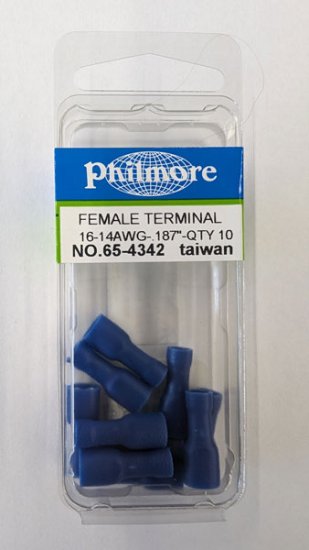 Philmore
FEMALE TERMINAL
16-14AWG-.187"-QTY 10
NO.65-4342 taiwan